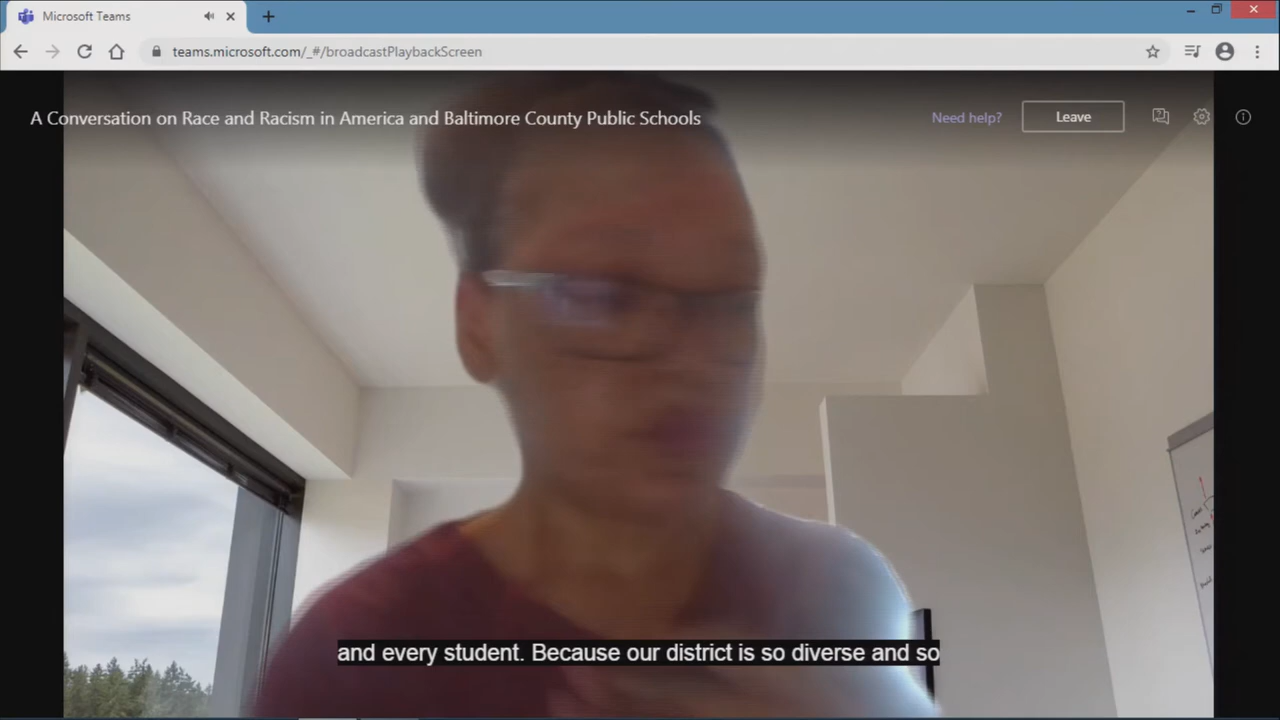 Microsoft Teams
teams.microsoft.com/_#/broadcastPlaybackScreen
A Conversation on Race and Racism in America and Baltimore County Public Schools
Need help?
Leave
and every student. Because our district is so diverse and so